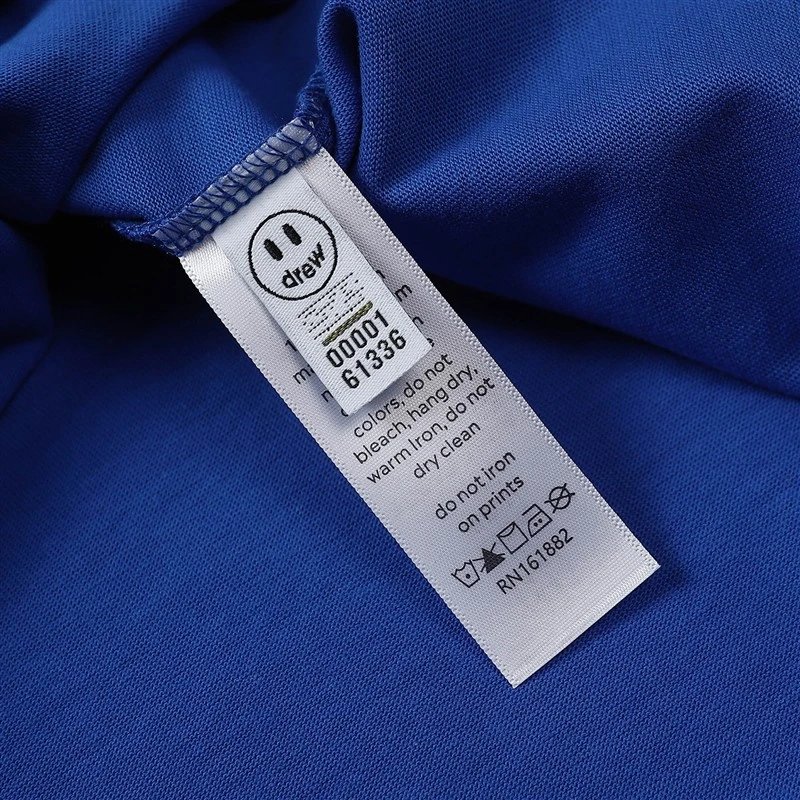 drew
00001
61336
colors, do not
bleach, hang dry,
warm Iron, do not
dry clean
do not iron
on prints
RN161882